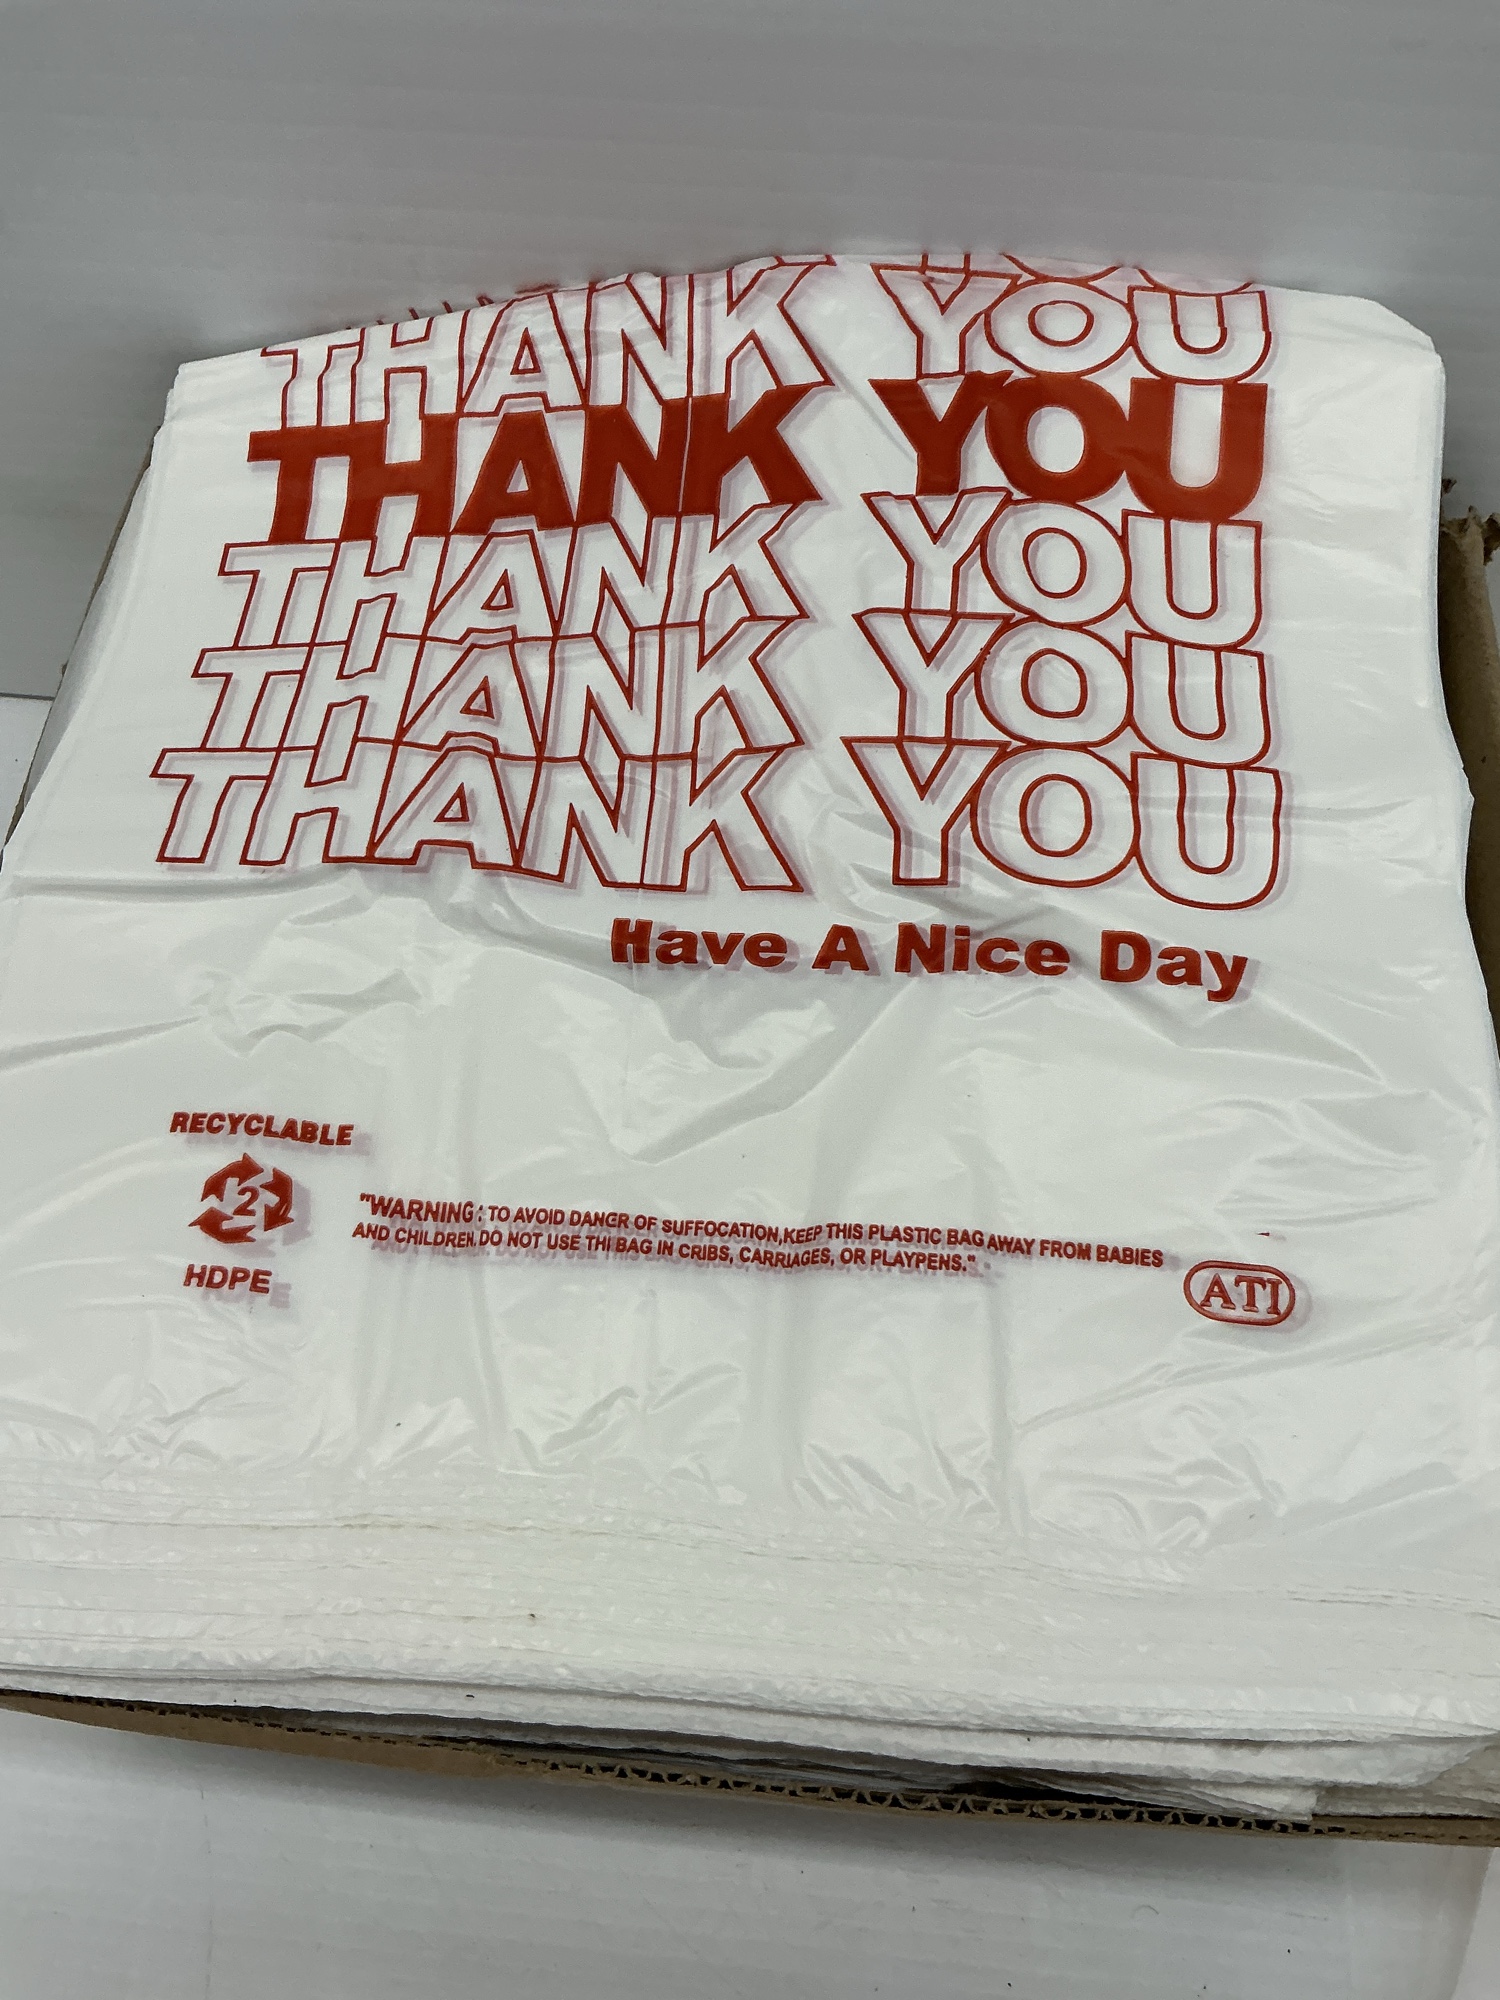 THANK YOU
THANK YOU
THANK YOU
THANK YOU
THANK YOU
Have A Nice Day
RECYCLABLE
2
HDPE
"WARNING: TO AVOID DANGR OF SUFFOCATION,KEEP THIS PLASTIC BAG AWAY FROM BABIES
AND CHILDREN. DO NOT USE THI BAG IN CRIBS, CARRIAGES, OR PLAYPENS."
ATI